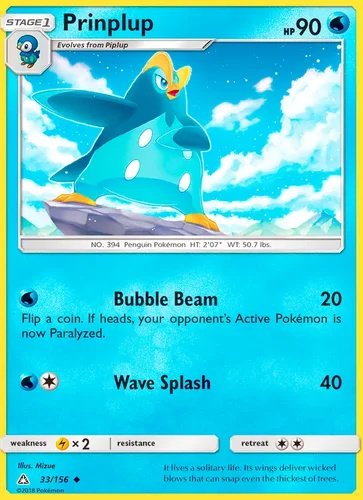 STAGE1 Prinplup HP 90
Evolves from Piplup
NO. 394 Penguin Pokémon HT: 2'07" WT: 50.7 lbs.
Bubble Beam 20
Flip a coin. If heads, your opponent's Active Pokémon is
now Paralyzed.
Wave Splash 40
weakness ×2 resistance retreat
Illus. Mizue
33/156
©2018 Pokémon
It lives a solitary life. Its wings deliver wicked
blows that can snap even the thickest of trees.